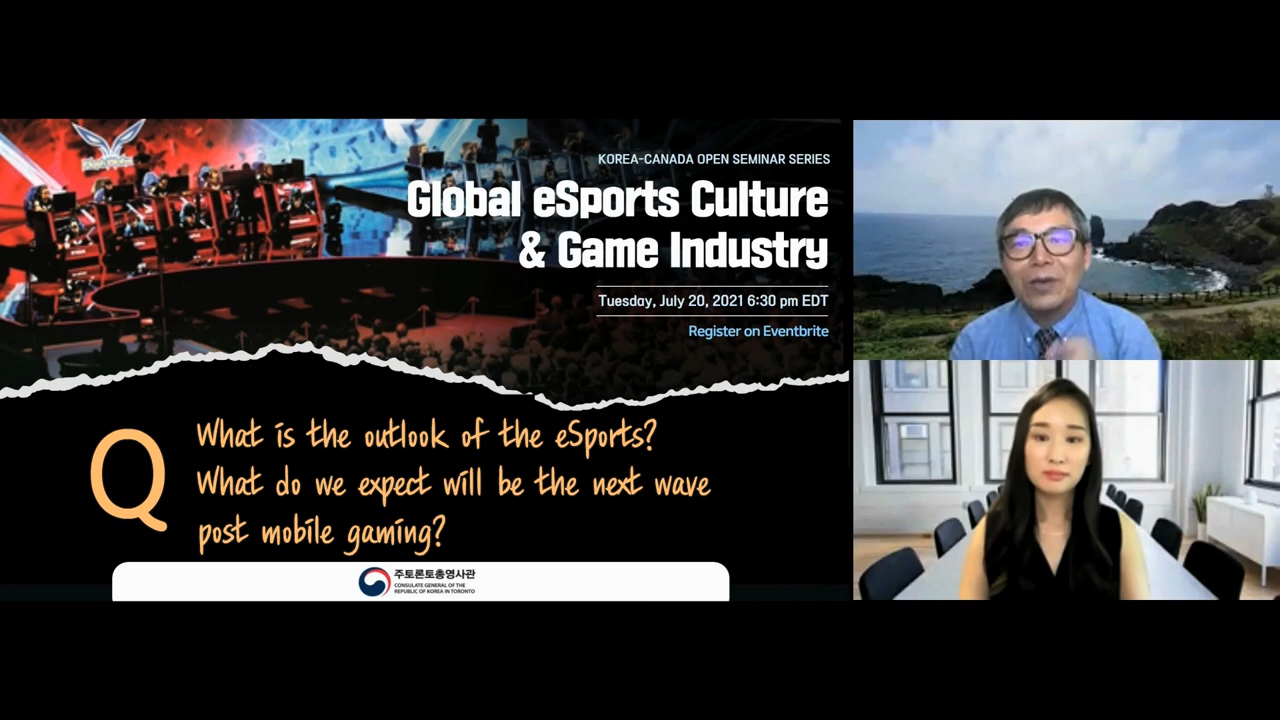 KOREA-CANADA OPEN SEMINAR SERIES
Global eSports Culture
& Game Industry
Tuesday, July 20, 2021 6:30 pm EDT
Register on Eventbrite
Q
What is the outlook of the eSports?
What do we expect will be the next wave
post mobile gaming?
주토론토총영사관
CONSULATE GENERAL OF THE
REPUBLIC OF KOREA IN TORONTO